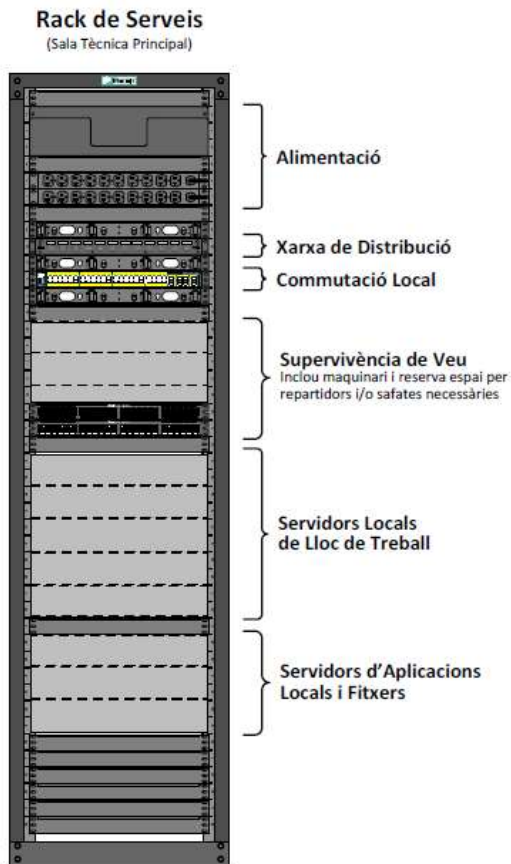 Rack de Serveis
(Sala Tècnica Principal)
Alimentació
Xarxa de Distribució
Commutació Local
Supervivència de Veu
Inclou maquinari i reserva espai per
repartidors i/o safates necessàries
Servidors Locals
de Lloc de Treball
Servidors d'Aplicacions
Locals i Fitxers